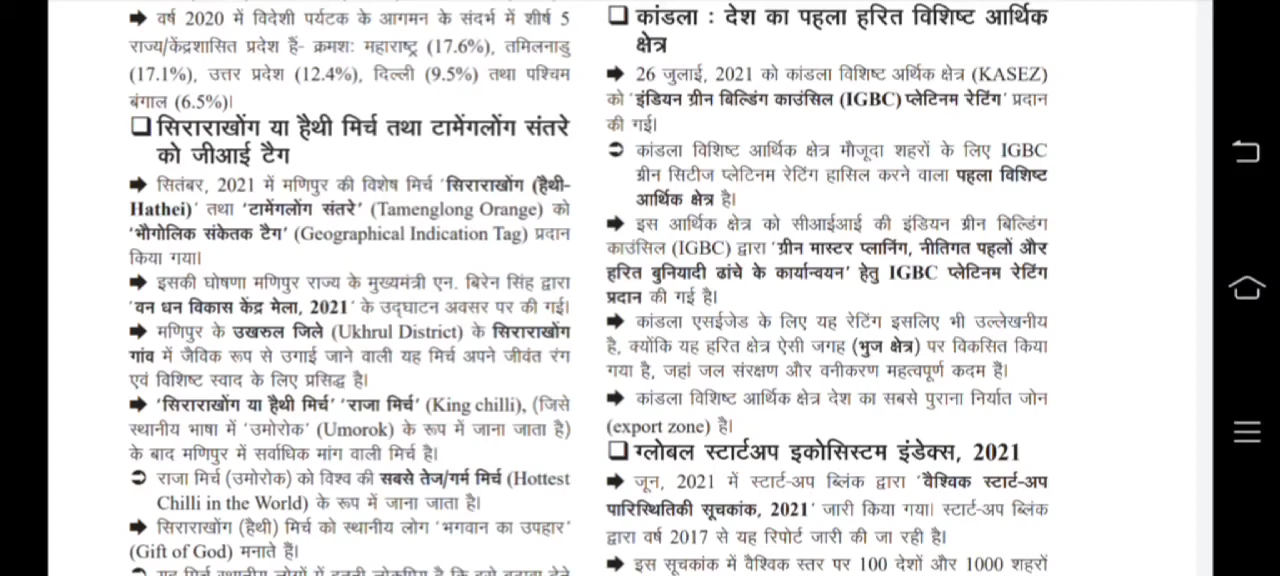 ➡ वर्ष 2020 में विदेशी पर्यटक के आगमन के संदर्भ में शीर्ष 5
राज्य/केंद्रशासित प्रदेश हैं- क्रमशः महाराष्ट्र (17.6%), तमिलनाडु
(17.1%), उत्तर प्रदेश (12.4%), दिल्ली (9.5%) तथा पश्चिम
बंगाल (6.5%)।
❑ सिराराखोंग या हैथी मिर्च तथा टामेंगलोंग संतरे
को जीआई टैग
➡ सितंबर, 2021 में मणिपुर की विशेष मिर्च 'सिराराखोंग (हैथी-
Hathei)' तथा 'टामेंगलोंग संतरे' (Tamenglong Orange) को
'भौगोलिक संकेतक टैग' (Geographical Indication Tag) प्रदान
किया गया।
➡ इसकी घोषणा मणिपुर राज्य के मुख्यमंत्री एन. बिरेन सिंह द्वारा
'वन धन विकास केंद्र मेला, 2021' के उद्घाटन अवसर पर की गई।
➡ मणिपुर के उखरुल जिले (Ukhrul District) के सिराराखोंग
गांव में जैविक रूप से उगाई जाने वाली यह मिर्च अपने जीवंत रंग
एवं विशिष्ट स्वाद के लिए प्रसिद्ध है।
➡ 'सिराराखोंग या हैथी मिर्च' 'राजा मिर्च' (King chilli), (जिसे
स्थानीय भाषा में 'उमोरोक' (Umorok) के रूप में जाना जाता है)
के बाद मणिपुर में सर्वाधिक मांग वाली मिर्च है।
➲ राजा मिर्च (उमोरोक) को विश्व की सबसे तेज/गर्म मिर्च (Hottest
Chilli in the World) के रूप में जाना जाता है।
➡ सिराराखोंग (हैथी) मिर्च को स्थानीय लोग 'भगवान का उपहार'
(Gift of God) मनाते हैं।
➲ यह मिर्च स्थानीय लोगों में इतनी लोकप्रिय है कि इसे बढ़ावा देने
❑ कांडला : देश का पहला हरित विशिष्ट आर्थिक
क्षेत्र
➡ 26 जुलाई, 2021 को कांडला विशिष्ट अर्थिक क्षेत्र (KASEZ)
को 'इंडियन ग्रीन बिल्डिंग काउंसिल (IGBC) प्लेटिनम रेटिंग' प्रदान
की गई।
➲ कांडला विशिष्ट आर्थिक क्षेत्र मौजूदा शहरों के लिए IGBC
ग्रीन सिटीज प्लेटिनम रेटिंग हासिल करने वाला पहला विशिष्ट
आर्थिक क्षेत्र है।
➡ इस आर्थिक क्षेत्र को सीआईआई की इंडियन ग्रीन बिल्डिंग
काउंसिल (IGBC) द्वारा 'ग्रीन मास्टर प्लानिंग, नीतिगत पहलों और
हरित बुनियादी ढांचे के कार्यान्वयन' हेतु IGBC प्लेटिनम रेटिंग
प्रदान की गई है।
➡ कांडला एसईजेड के लिए यह रेटिंग इसलिए भी उल्लेखनीय
है, क्योंकि यह हरित क्षेत्र ऐसी जगह (भुज क्षेत्र) पर विकसित किया
गया है, जहां जल संरक्षण और वनीकरण महत्वपूर्ण कदम हैं।
➡ कांडला विशिष्ट आर्थिक क्षेत्र देश का सबसे पुराना निर्यात जोन
(export zone) है।
❑ ग्लोबल स्टार्टअप इकोसिस्टम इंडेक्स, 2021
➡ जून, 2021 में स्टार्ट-अप ब्लिंक द्वारा 'वैश्विक स्टार्ट-अप
पारिस्थितिकी सूचकांक, 2021' जारी किया गया। स्टार्ट-अप ब्लिंक
द्वारा वर्ष 2017 से यह रिपोर्ट जारी की जा रही है।
➡ इस सूचकांक में वैश्विक स्तर पर 100 देशों और 1000 शहरों